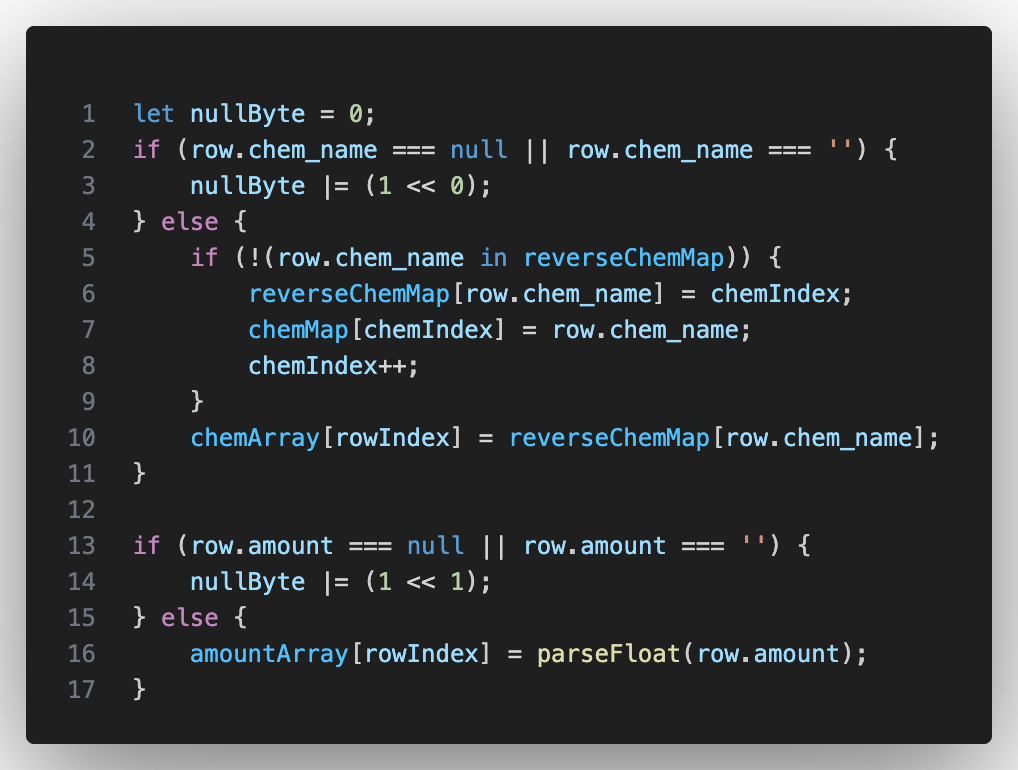 1 let nullByte = 0;
2 if (row.chem_name === null || row.chem_name === '') {
3     nullByte |= (1 << 0);
4 } else {
5     if (!(row.chem_name in reverseChemMap)) {
6         reverseChemMap[row.chem_name] = chemIndex;
7         chemMap[chemIndex] = row.chem_name;
8         chemIndex++;
9     }
10     chemArray[rowIndex] = reverseChemMap[row.chem_name];
11 }
12
13 if (row.amount === null || row.amount === '') {
14     nullByte |= (1 << 1);
15 } else {
16     amountArray[rowIndex] = parseFloat(row.amount);
17 }